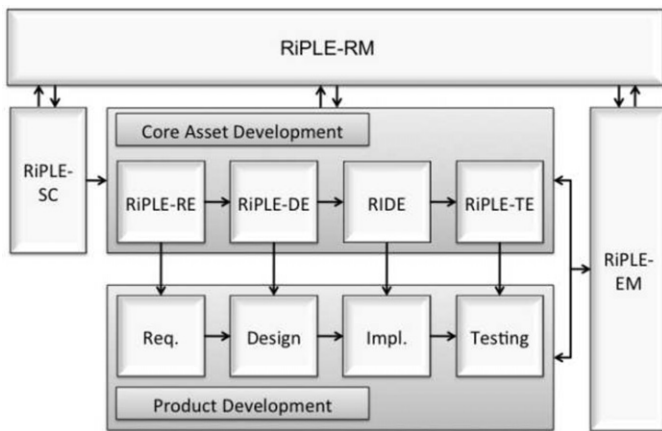 RiPLE-RM
RiPLE-
SC
Core Asset Development
RiPLE-RE
RiPLE-DE
RIDE
RiPLE-TE
RiPLE-
EM
Req.
Design
Impl.
Testing
Product Development